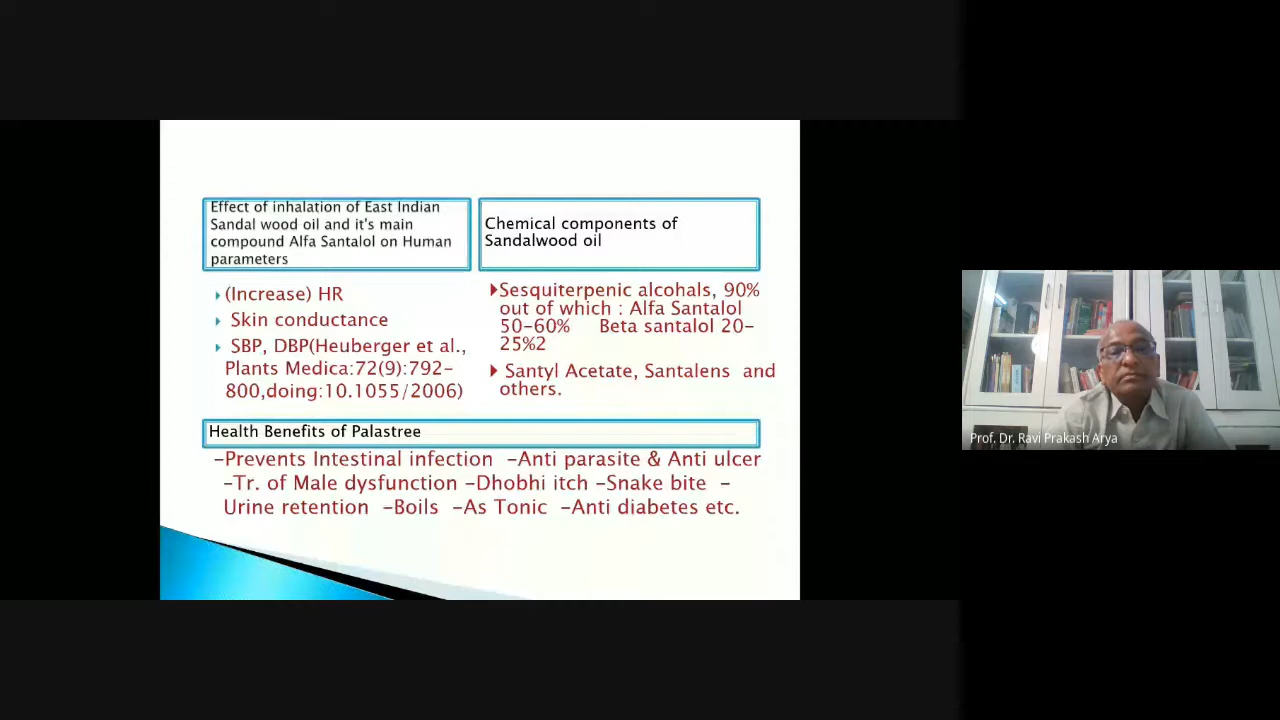 Effect of inhalation of East Indian
Sandal wood oil and it's main
compound Alfa Santalol on Human
parameters
(Increase) HR
Skin conductance
SBP, DBP(Heuberger et al.,
Plants Medica:72(9):792-
800,doing:10.1055/2006)
Chemical components of
Sandalwood oil
Sesquiterpenic alcohals, 90%
out of which : Alfa Santalol
50-60% Beta santalol 20-
25%2
Santyl Acetate, Santalens and
others.
Health Benefits of Palastree
-Prevents Intestinal infection -Anti parasite & Anti ulcer
-Tr. of Male dysfunction -Dhobhi itch -Snake bite -
Urine retention -Boils -As Tonic -Anti diabetes etc.
Prof. Dr. Ravi Prakash Arya